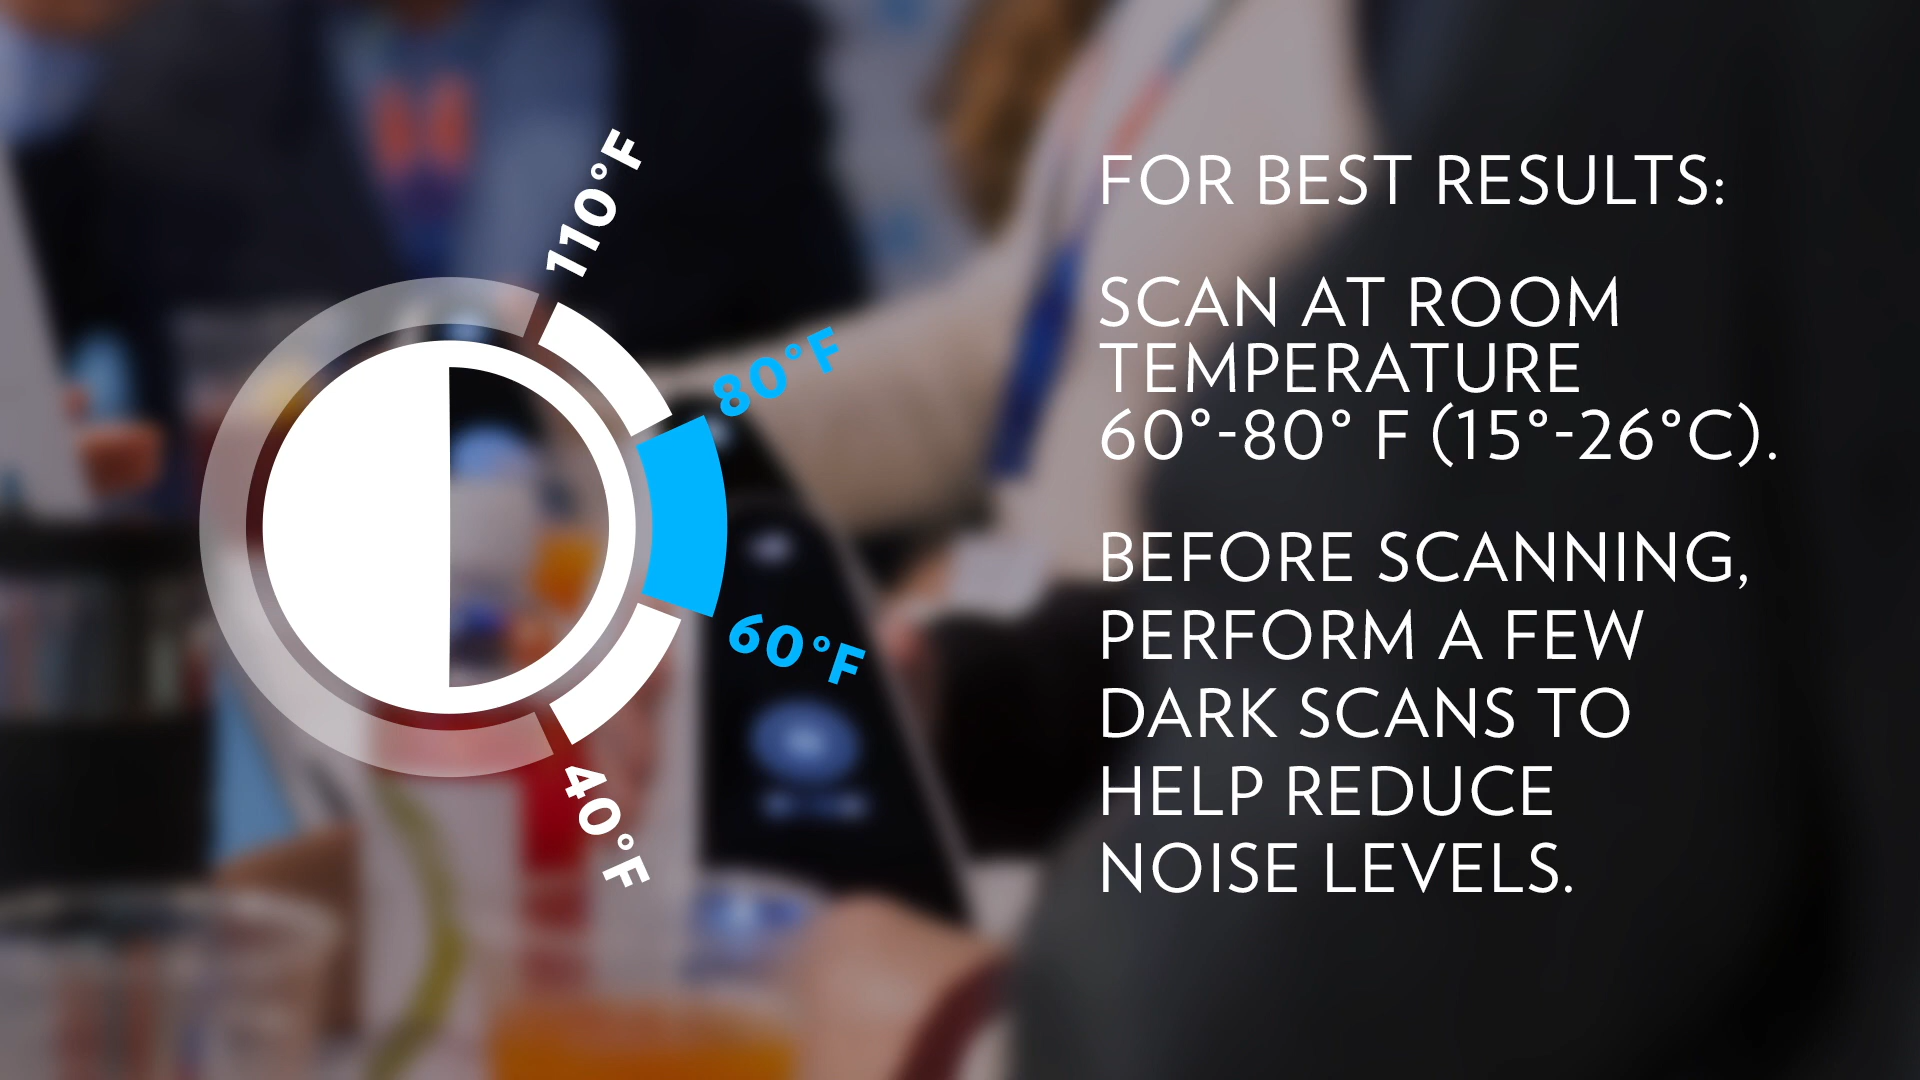 110°F
80°F
60°F
40°F
FOR BEST RESULTS:
SCAN AT ROOM
TEMPERATURE
60°-80° F (15°-26°C).
BEFORE SCANNING,
PERFORM A FEW
DARK SCANS TO
HELP REDUCE
NOISE LEVELS.